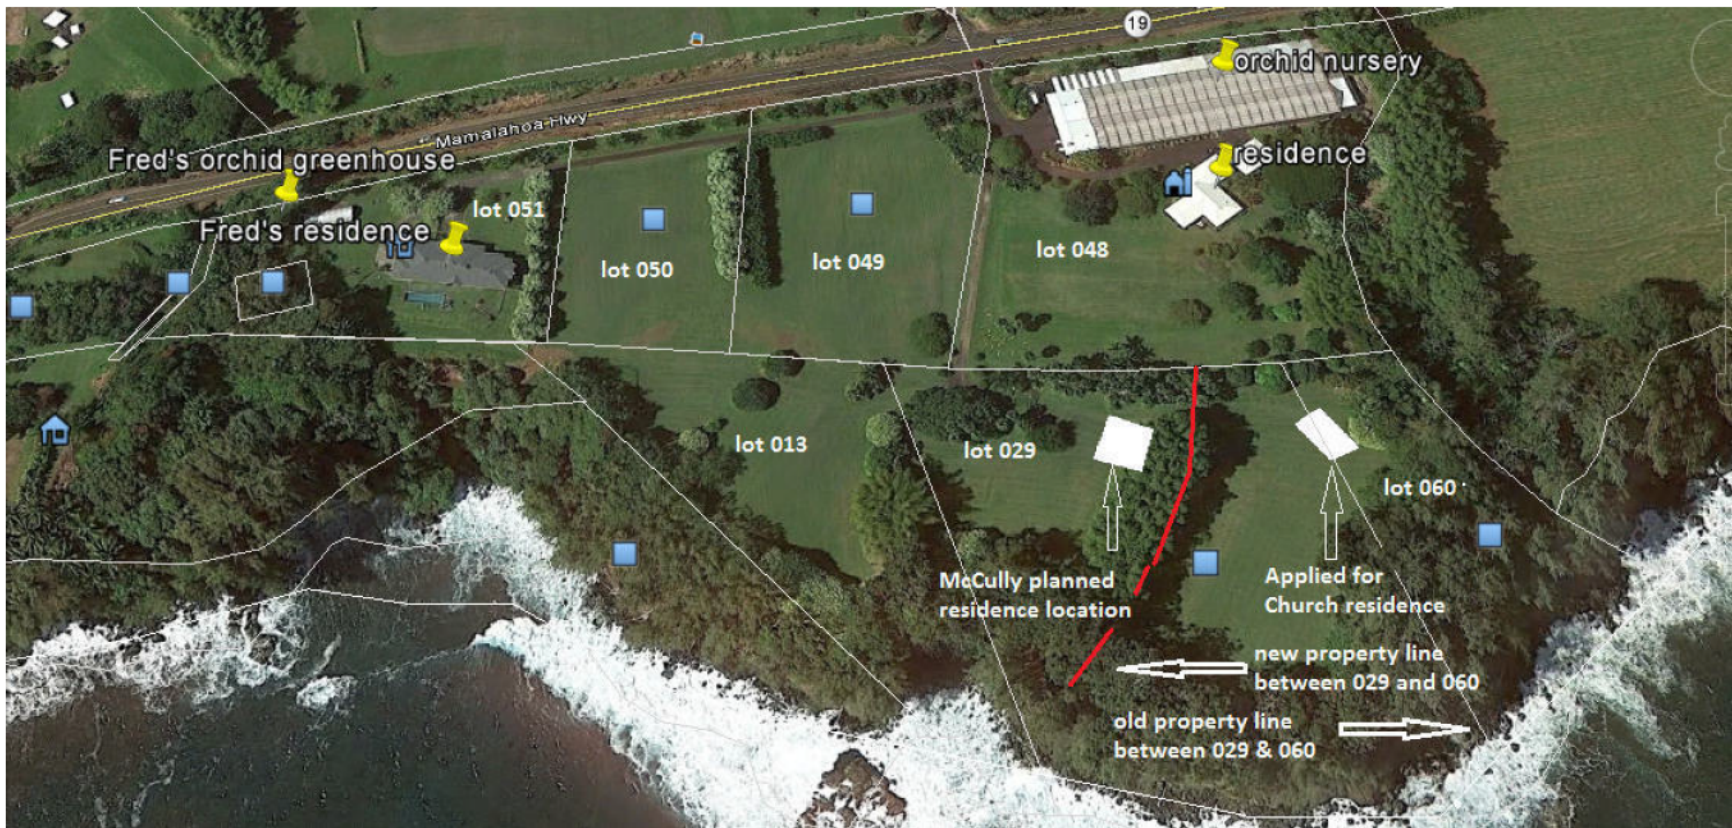 19
orchid nursery
Mamalahoa Hwy
Fred's orchid greenhouse
residence
lot 051
Fred's residence
lot 050
lot 049
lot 048
lot 013
lot 029
lot 060
McCully planned
residence location
Applied for
Church residence
new property line
between 029 and 060
old property line
between 029 & 060